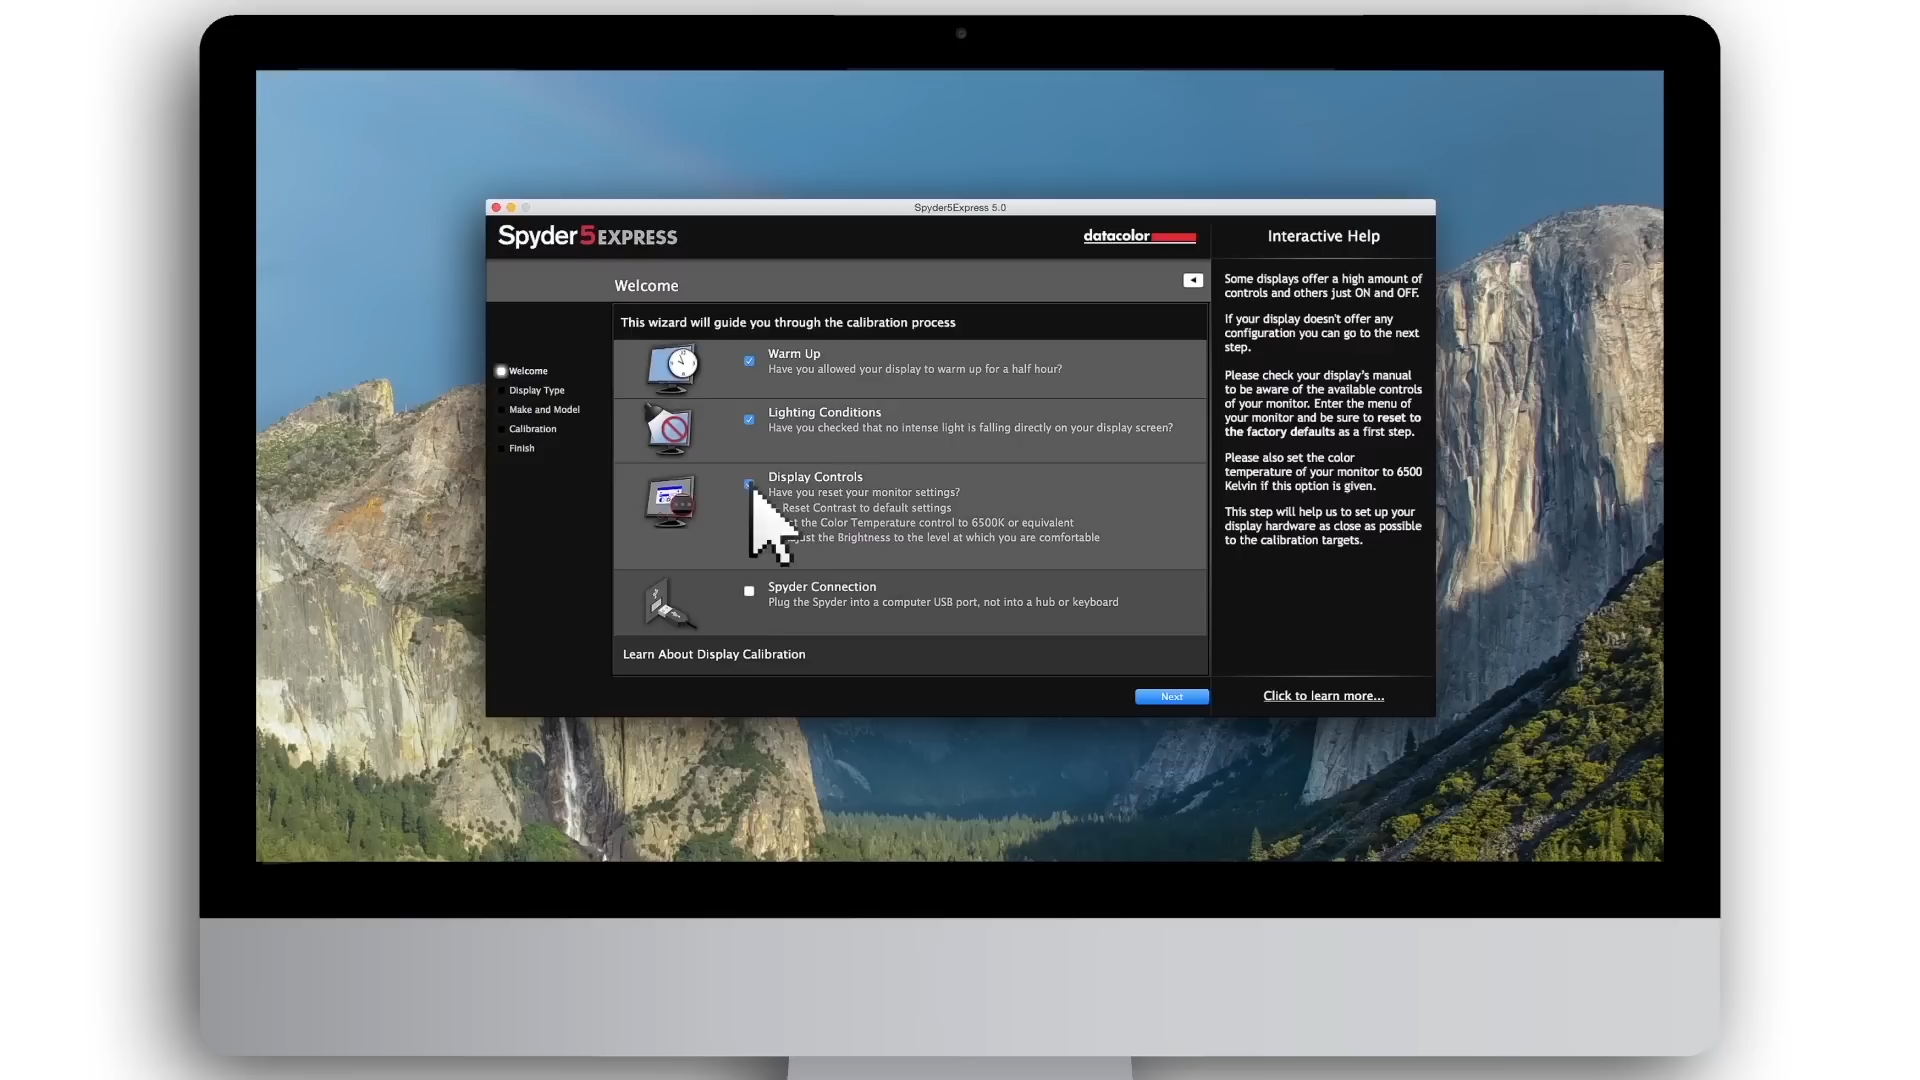 Spyder5Express 5.0
Spyder5EXPRESS
datacolor
Interactive Help
Welcome
This wizard will guide you through the calibration process
Welcome
Display Type
Make and Model
Calibration
Finish
Warm Up
Have you allowed your display to warm up for a half hour?
Lighting Conditions
Have you checked that no intense light is falling directly on your display screen?
Display Controls
Have you reset your monitor settings?
Reset Contrast to default settings
the Color Temperature control to 6500K or equivalent
the Brightness to the level at which you are comfortable
Spyder Connection
Plug the Spyder into a computer USB port, not into a hub or keyboard
Learn About Display Calibration
Next
Some displays offer a high amount of
controls and others just ON and OFF.
If your display doesn't offer any
configuration you can go to the next
step.
Please check your display's manual
to be aware of the available controls
of your monitor. Enter the menu of
your monitor and be sure to reset to
the factory defaults as a first step.
Please also set the color
temperature of your monitor to 6500
Kelvin if this option is given.
This step will help us to set up your
display hardware as close as possible
to the calibration targets.
Click to learn more...